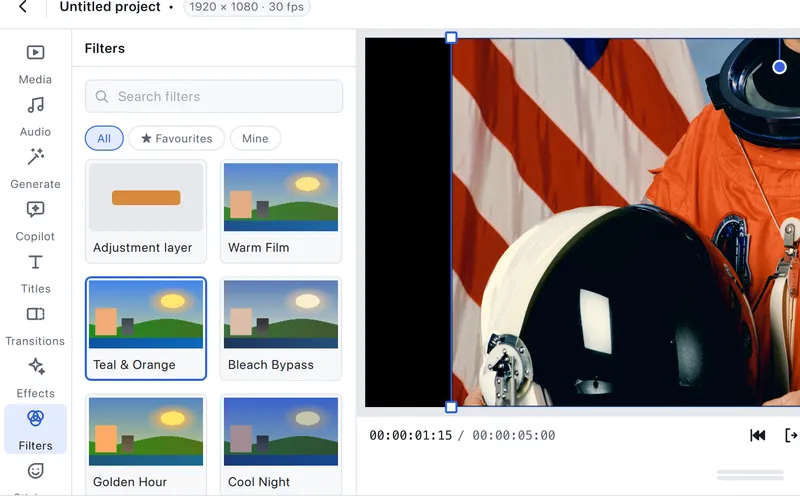 Untitled project • 1920 × 1080 · 30 fps
Media
Audio
Generate
Copilot
Titles
Transitions
Effects
Filters
Filters
Search filters
All ★ Favourites Mine
Adjustment layer Warm Film
Teal & Orange Bleach Bypass
Golden Hour Cool Night
00:00:01:15 / 00:00:05:00